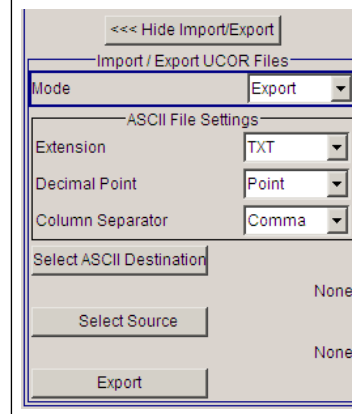 <<< Hide Import/Export
Import / Export UCOR Files
Mode Export
ASCII File Settings
Extension TXT
Decimal Point Point
Column Separator Comma
Select ASCII Destination
None
Select Source
None
Export